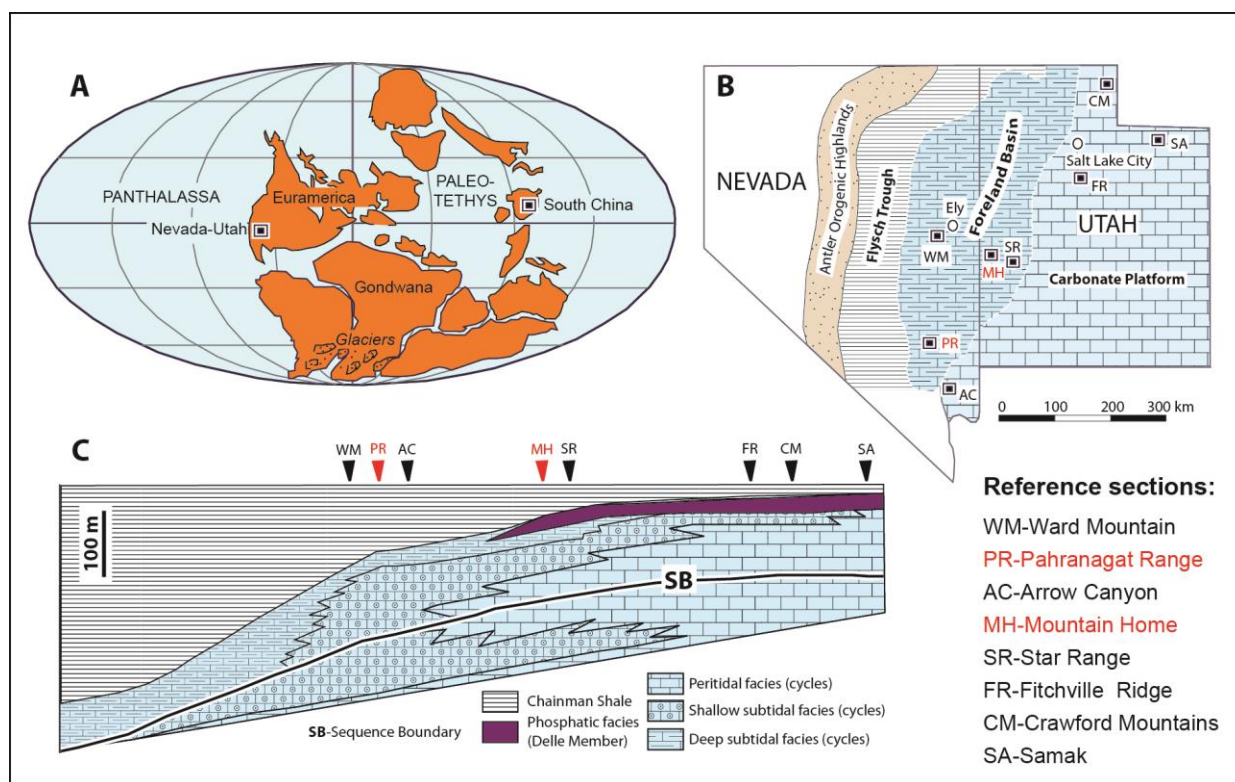 A
PANTHALASSA
Euramerica
PALEO-
TETHYS
South China
Nevada-Utah
Gondwana
Glaciers
B
NEVADA
Antler Orogenic Highlands
Flysch Trough
Foreland Basin
CM
O
Salt Lake City
SA
FR
UTAH
Ely
O
WM
SR
MH
Carbonate Platform
PR
AC
0 100 200 300 km
C
WM PR AC MH SR FR CM SA
100 m
SB
SB-Sequence Boundary
Chainman Shale
Phosphatic facies
(Delle Member)
Peritidal facies (cycles)
Shallow subtidal facies (cycles)
Deep subtidal facies (cycles)
Reference sections:
WM-Ward Mountain
PR-Pahranagat Range
AC-Arrow Canyon
MH-Mountain Home
SR-Star Range
FR-Fitchville Ridge
CM-Crawford Mountains
SA-Samak